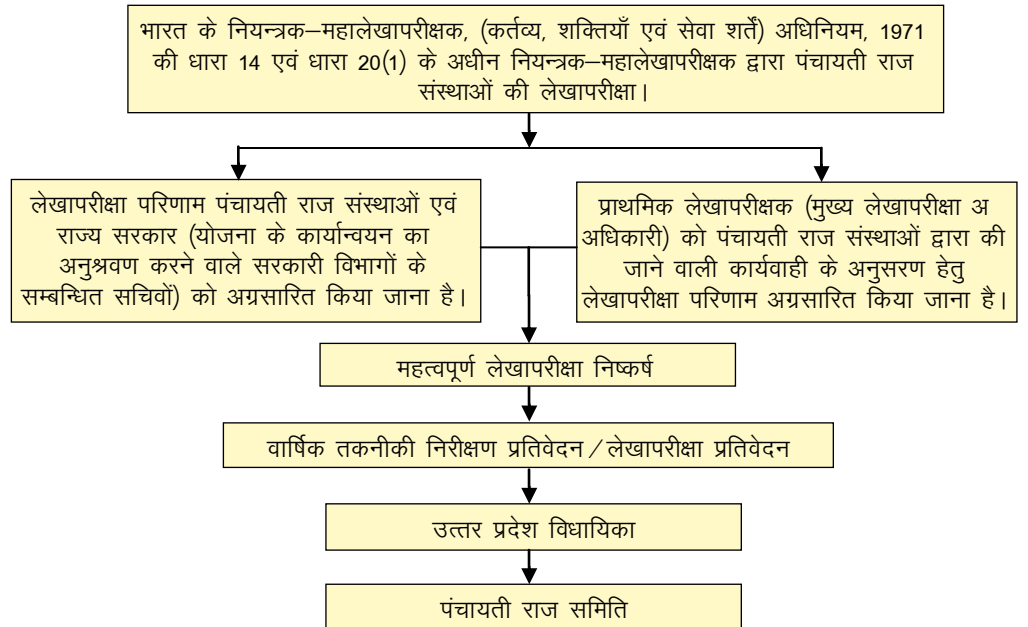 भारत के नियन्त्रक–महालेखापरीक्षक, (कर्तव्य, शक्तियाँ एवं सेवा शर्तें) अधिनियम, 1971
की धारा 14 एवं धारा 20(1) के अधीन नियन्त्रक–महालेखापरीक्षक द्वारा पंचायती राज
संस्थाओं की लेखापरीक्षा।
लेखापरीक्षा परिणाम पंचायती राज संस्थाओं एवं
राज्य सरकार (योजना के कार्यान्वयन का
अनुश्रवण करने वाले सरकारी विभागों के
सम्बन्धित सचिवों) को अग्रसारित किया जाना है।
प्राथमिक लेखापरीक्षक (मुख्य लेखापरीक्षा अ
अधिकारी) को पंचायती राज संस्थाओं द्वारा की
जाने वाली कार्यवाही के अनुसरण हेतु
लेखापरीक्षा परिणाम अग्रसारित किया जाना है।
महत्वपूर्ण लेखापरीक्षा निष्कर्ष
वार्षिक तकनीकी निरीक्षण प्रतिवेदन/लेखापरीक्षा प्रतिवेदन
उत्तर प्रदेश विधायिका
पंचायती राज समिति